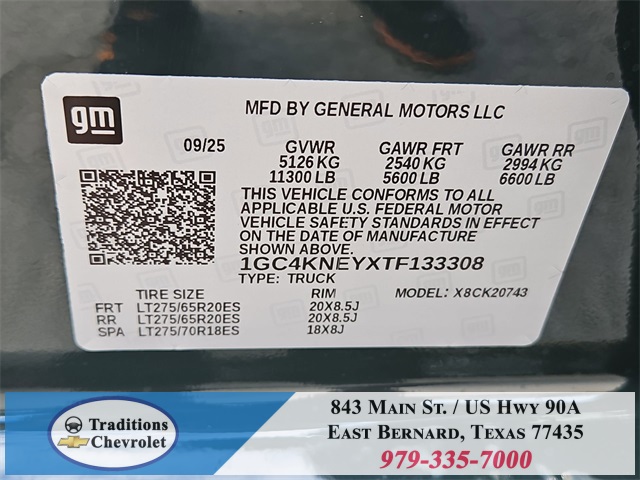 gm
MFD BY GENERAL MOTORS LLC
09/25 GVWR GAWR FRT GAWR RR
5126 KG 2540 KG 2994 KG
11300 LB 5600 LB 6600 LB
THIS VEHICLE CONFORMS TO ALL
APPLICABLE U.S. FEDERAL MOTOR
VEHICLE SAFETY STANDARDS IN EFFECT
ON THE DATE OF MANUFACTURE
SHOWN ABOVE.
1GC4KNEYXTF133308
TYPE: TRUCK MODEL: X8CK20743
TIRE SIZE RIM
FRT LT275/65R20ES 20X8.5J
RR LT275/65R20ES 20X8.5J
SPA LT275/70R18ES 18X8J
Traditions
Chevrolet
843 Main St. / US Hwy 90A
East Bernard, Texas 77435
979-335-7000